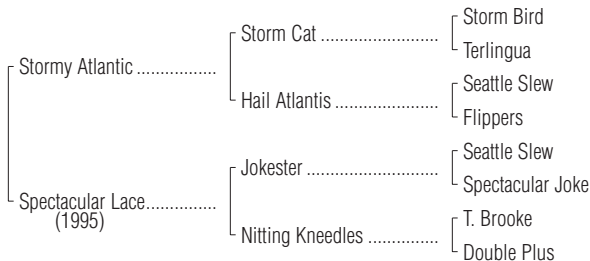 Storm Bird
Storm Cat ........................
Terlingua
Stormy Atlantic ................
Seattle Slew
Hail Atlantis .....................
Flippers
Seattle Slew
Jokester ...........................
Spectacular Joke
Spectacular Lace..............
(1995)
T. Brooke
Nitting Kneedles ..............
Double Plus